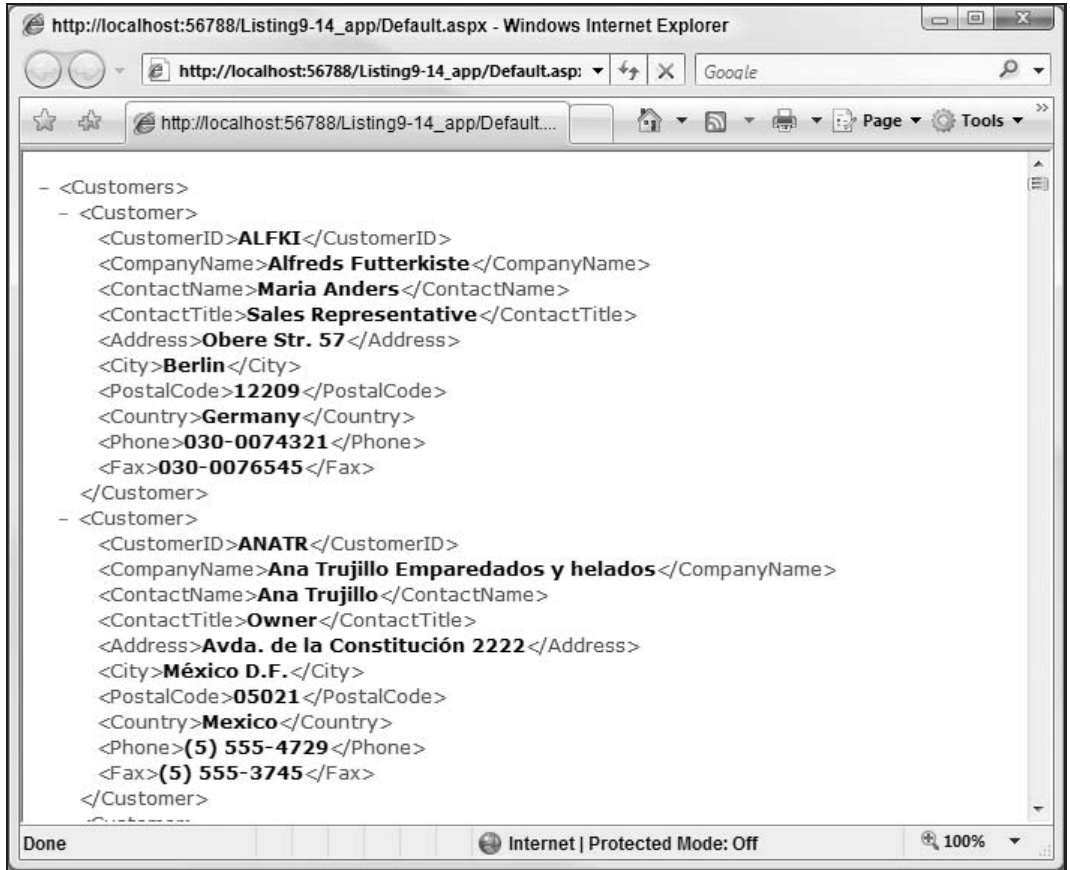 http://localhost:56788/Listing9-14_app/Default.aspx - Windows Internet Explorer
http://localhost:56788/Listing9-14_app/Default.asp: Google
http://localhost:56788/Listing9-14_app/Default.... Page Tools
- <Customers>
- <Customer>
<CustomerID>ALFKI</CustomerID>
<CompanyName>Alfreds Futterkiste</CompanyName>
<ContactName>Maria Anders</ContactName>
<ContactTitle>Sales Representative</ContactTitle>
<Address>Obere Str. 57</Address>
<City>Berlin</City>
<PostalCode>12209</PostalCode>
<Country>Germany</Country>
<Phone>030-0074321</Phone>
<Fax>030-0076545</Fax>
</Customer>
- <Customer>
<CustomerID>ANATR</CustomerID>
<CompanyName>Ana Trujillo Emparedados y helados</CompanyName>
<ContactName>Ana Trujillo</ContactName>
<ContactTitle>Owner</ContactTitle>
<Address>Avda. de la Constitución 2222</Address>
<City>México D.F.</City>
<PostalCode>05021</PostalCode>
<Country>Mexico</Country>
<Phone>(5) 555-4729</Phone>
<Fax>(5) 555-3745</Fax>
</Customer>
Done Internet | Protected Mode: Off 100%